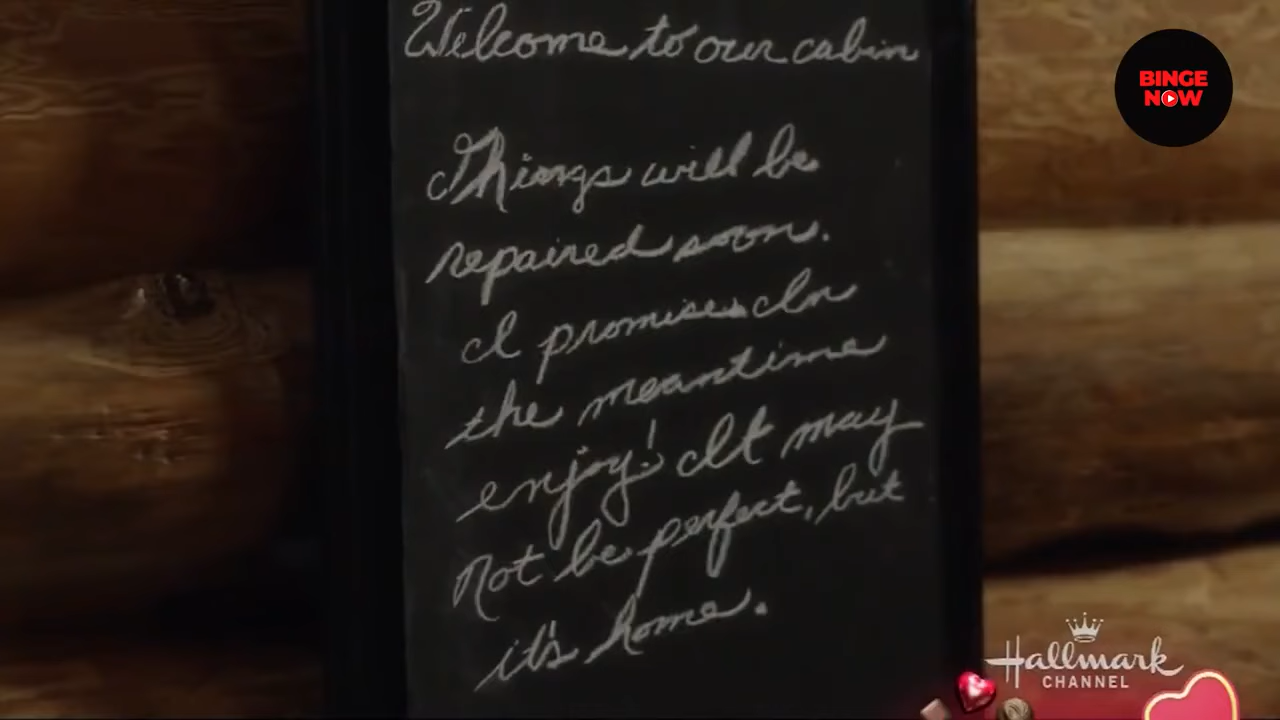 Welcome to our cabin
BINGE
NOW
Things will be
repaired soon.
I promise. In
the meantime
enjoy! It may
Not be perfect, but
it's home.
Hallmark
CHANNEL